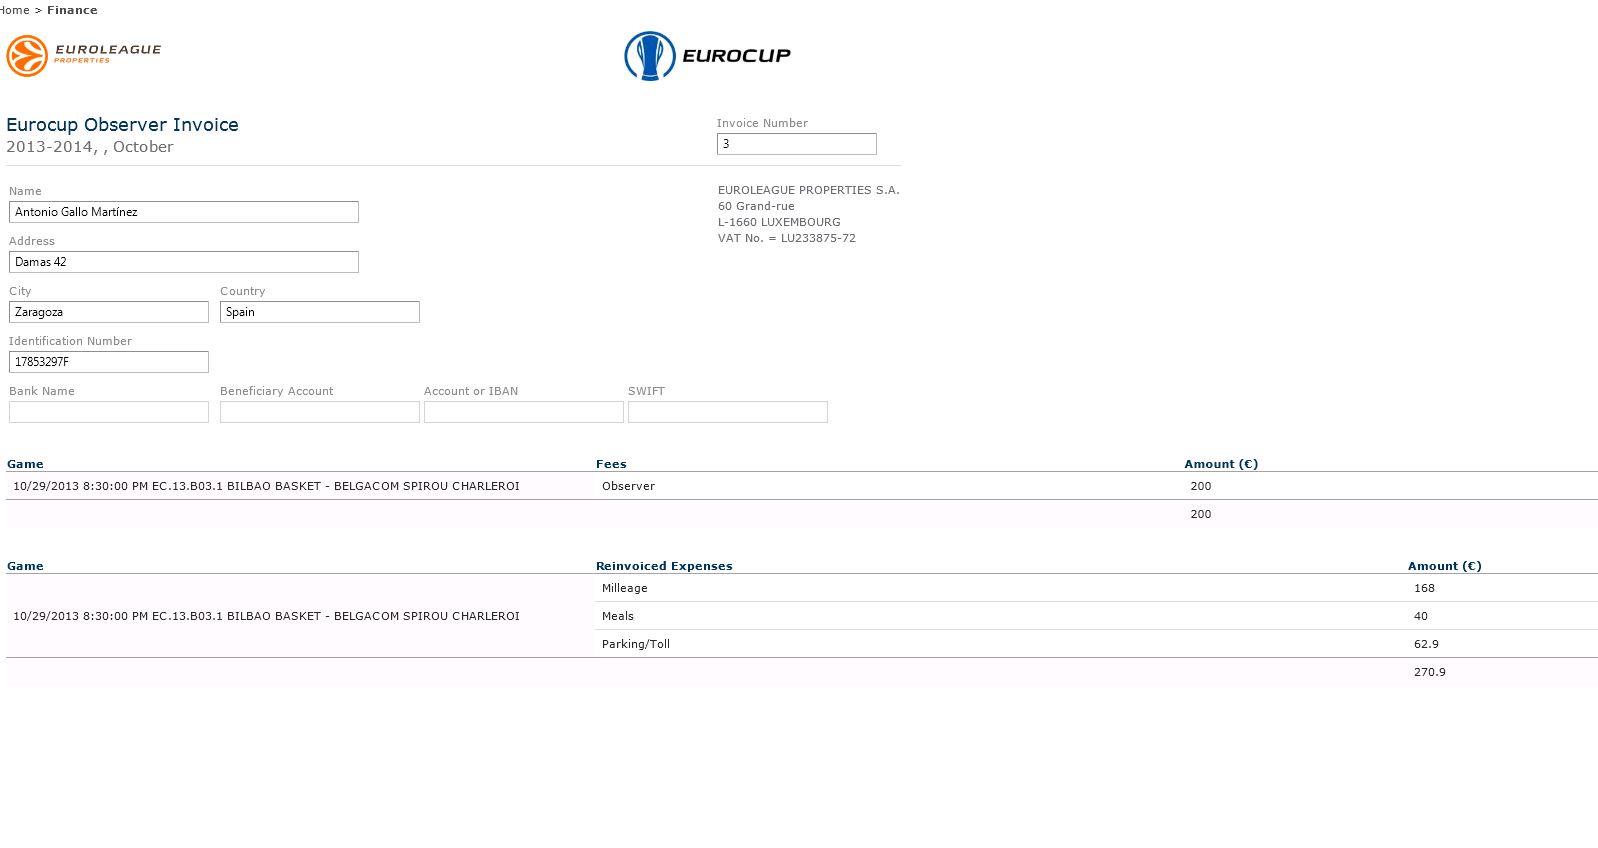 Home > Finance
EUROLEAGUE
PROPERTIES
EUROCUP
Eurocup Observer Invoice
2013-2014, , October
Invoice Number
3
Name
Antonio Gallo Martínez
EUROLEAGUE PROPERTIES S.A.
60 Grand-rue
L-1660 LUXEMBOURG
VAT No. = LU233875-72
Address
Damas 42
City Country
Zaragoza Spain
Identification Number
17853297F
Bank Name Beneficiary Account Account or IBAN SWIFT
Game Fees Amount (€)
10/29/2013 8:30:00 PM EC.13.B03.1 BILBAO BASKET - BELGACOM SPIROU CHARLEROI Observer 200
200
Game Reinvoiced Expenses Amount (€)
Milleage 168
10/29/2013 8:30:00 PM EC.13.B03.1 BILBAO BASKET - BELGACOM SPIROU CHARLEROI Meals 40
Parking/Toll 62.9
270.9